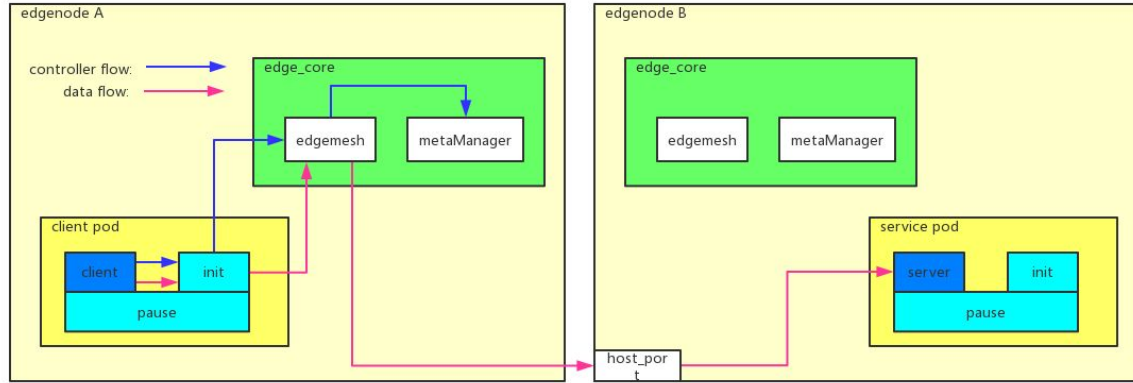 edgenode A
controller flow:
data flow:
edge_core
edgemesh
metaManager
client pod
client
init
pause
edgenode B
edge_core
edgemesh
metaManager
service pod
server
init
pause
host_por
t